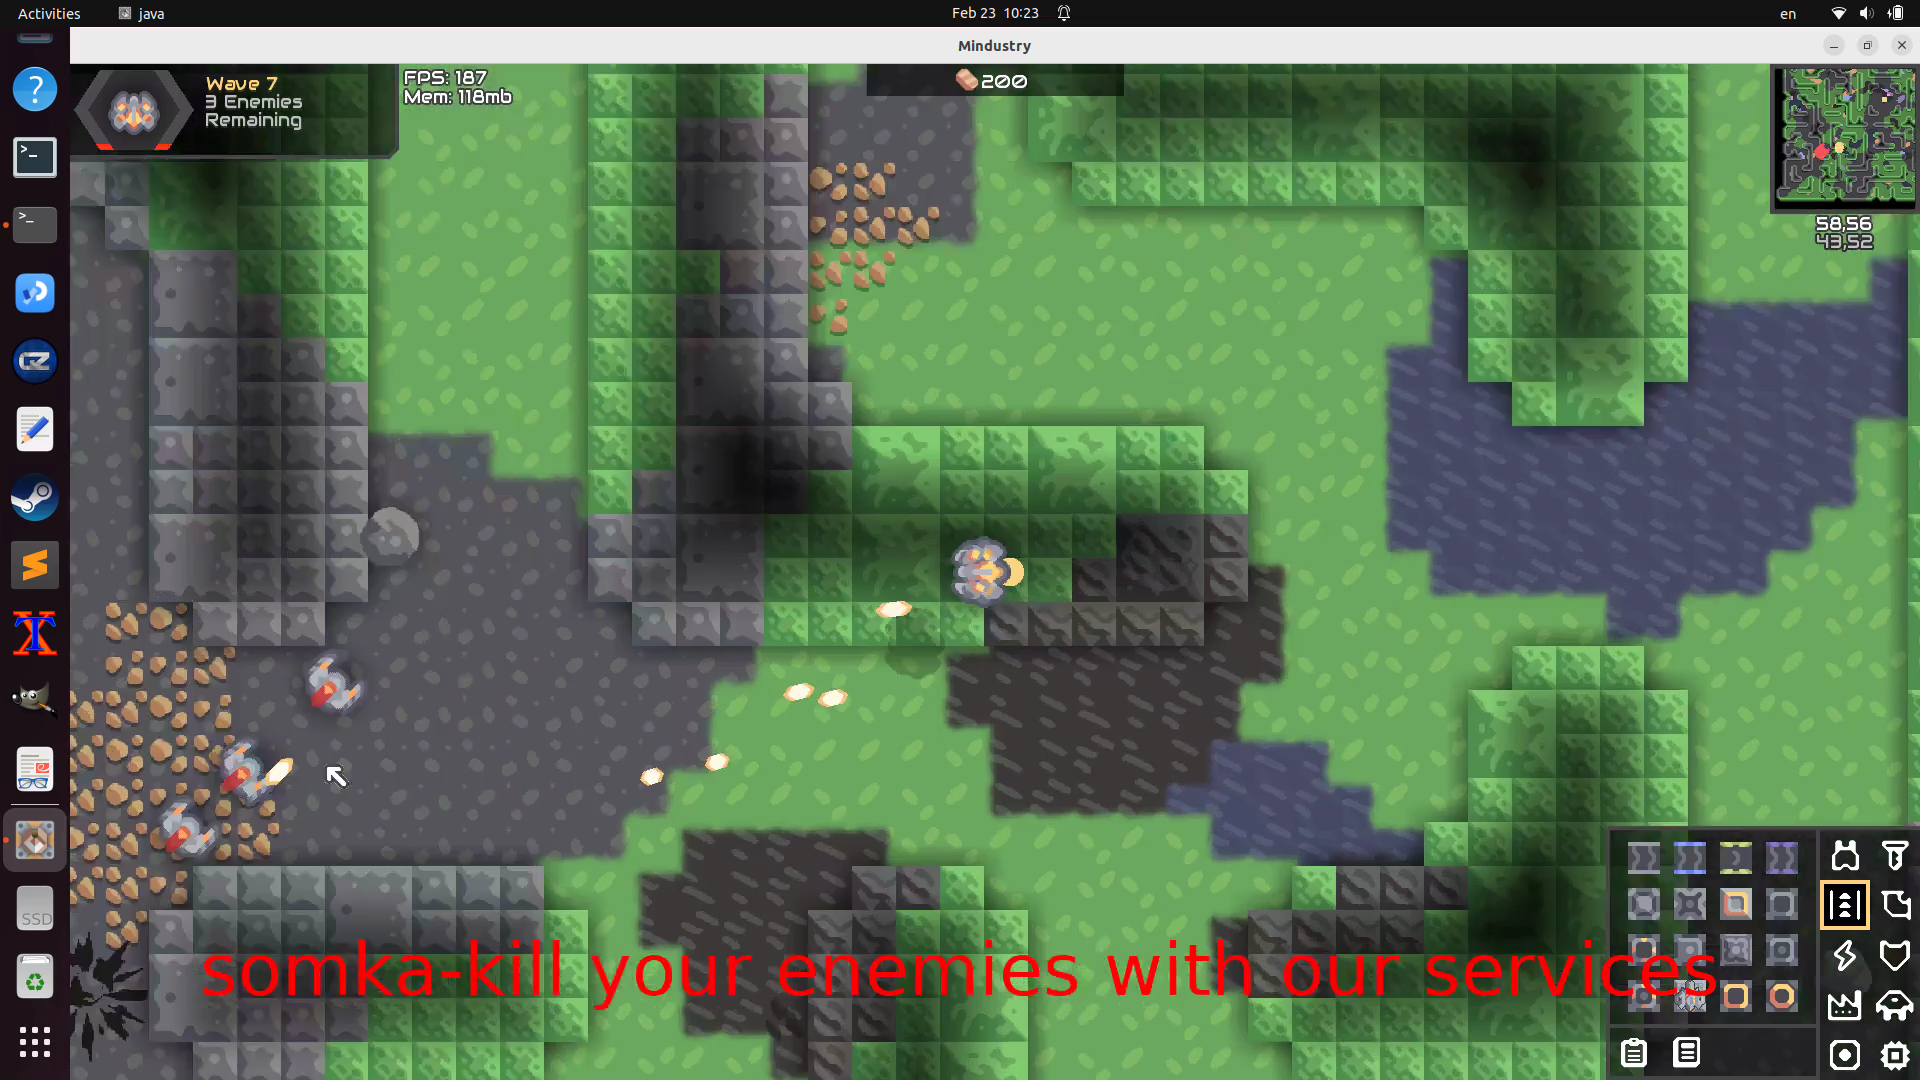 Activities
java
Feb 23 10:23
en
Mindustry
Wave 7
3 Enemies
Remaining
FPS: 187
Mem: 118mb
200
58,56
43,52
SSD
somka-kill your enemies with our services